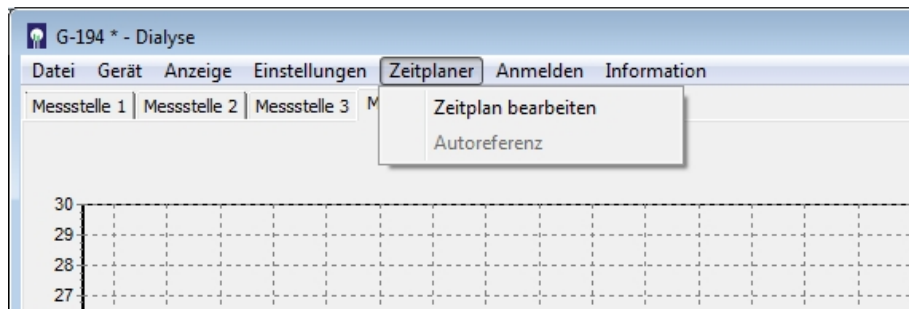 G-194 * - Dialyse
Datei Gerät Anzeige Einstellungen Zeitplaner Anmelden Information
Messstelle 1 Messstelle 2 Messstelle 3 M
Zeitplan bearbeiten
Autoreferenz
30
29
28
27